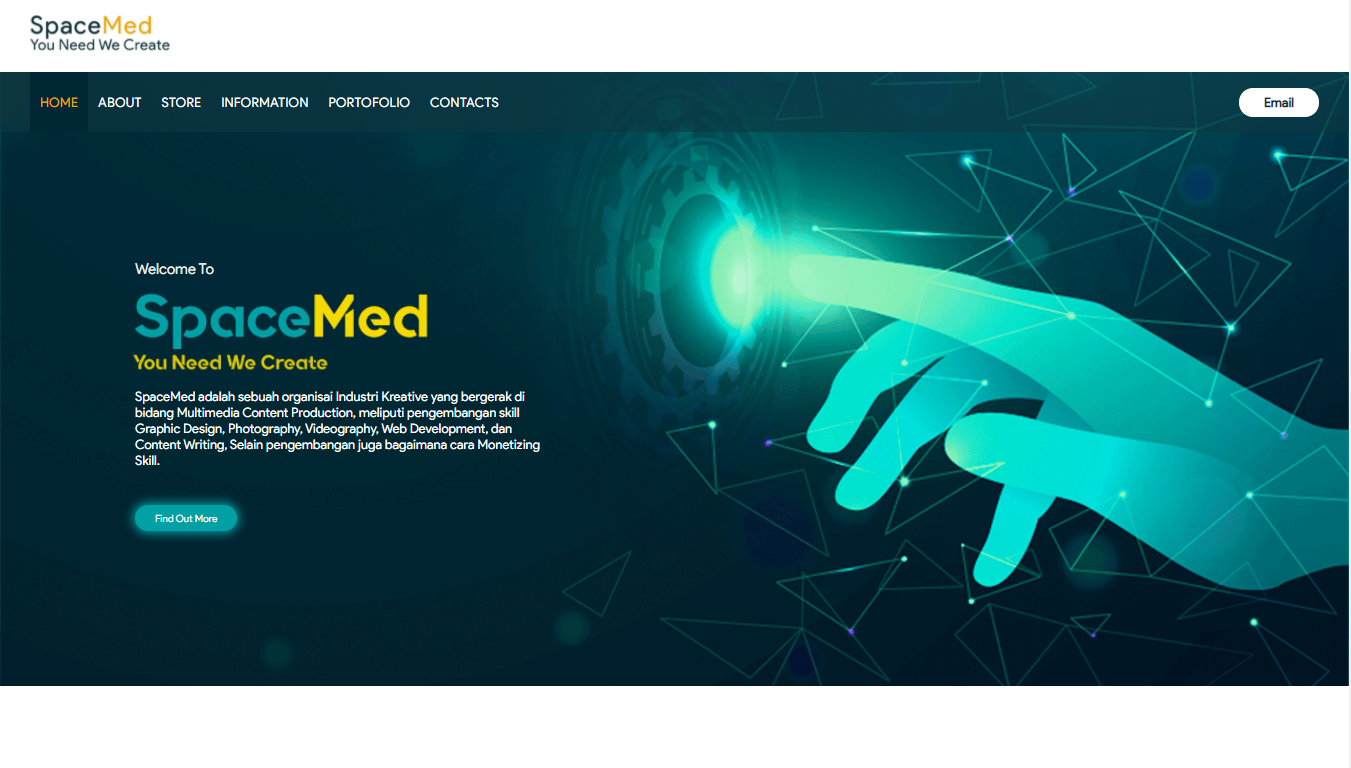 SpaceMed
You Need We Create
HOME ABOUT STORE INFORMATION PORTOFOLIO CONTACTS Email
Welcome To
SpaceMed
You Need We Create
SpaceMed adalah sebuah organisai Industri Kreative yang bergerak di
bidang Multimedia Content Production, meliputi pengembangan skill
Graphic Design, Photography, Videography, Web Development, dan
Content Writing, Selain pengembangan juga bagaimana cara Monetizing
Skill.
Find Out More